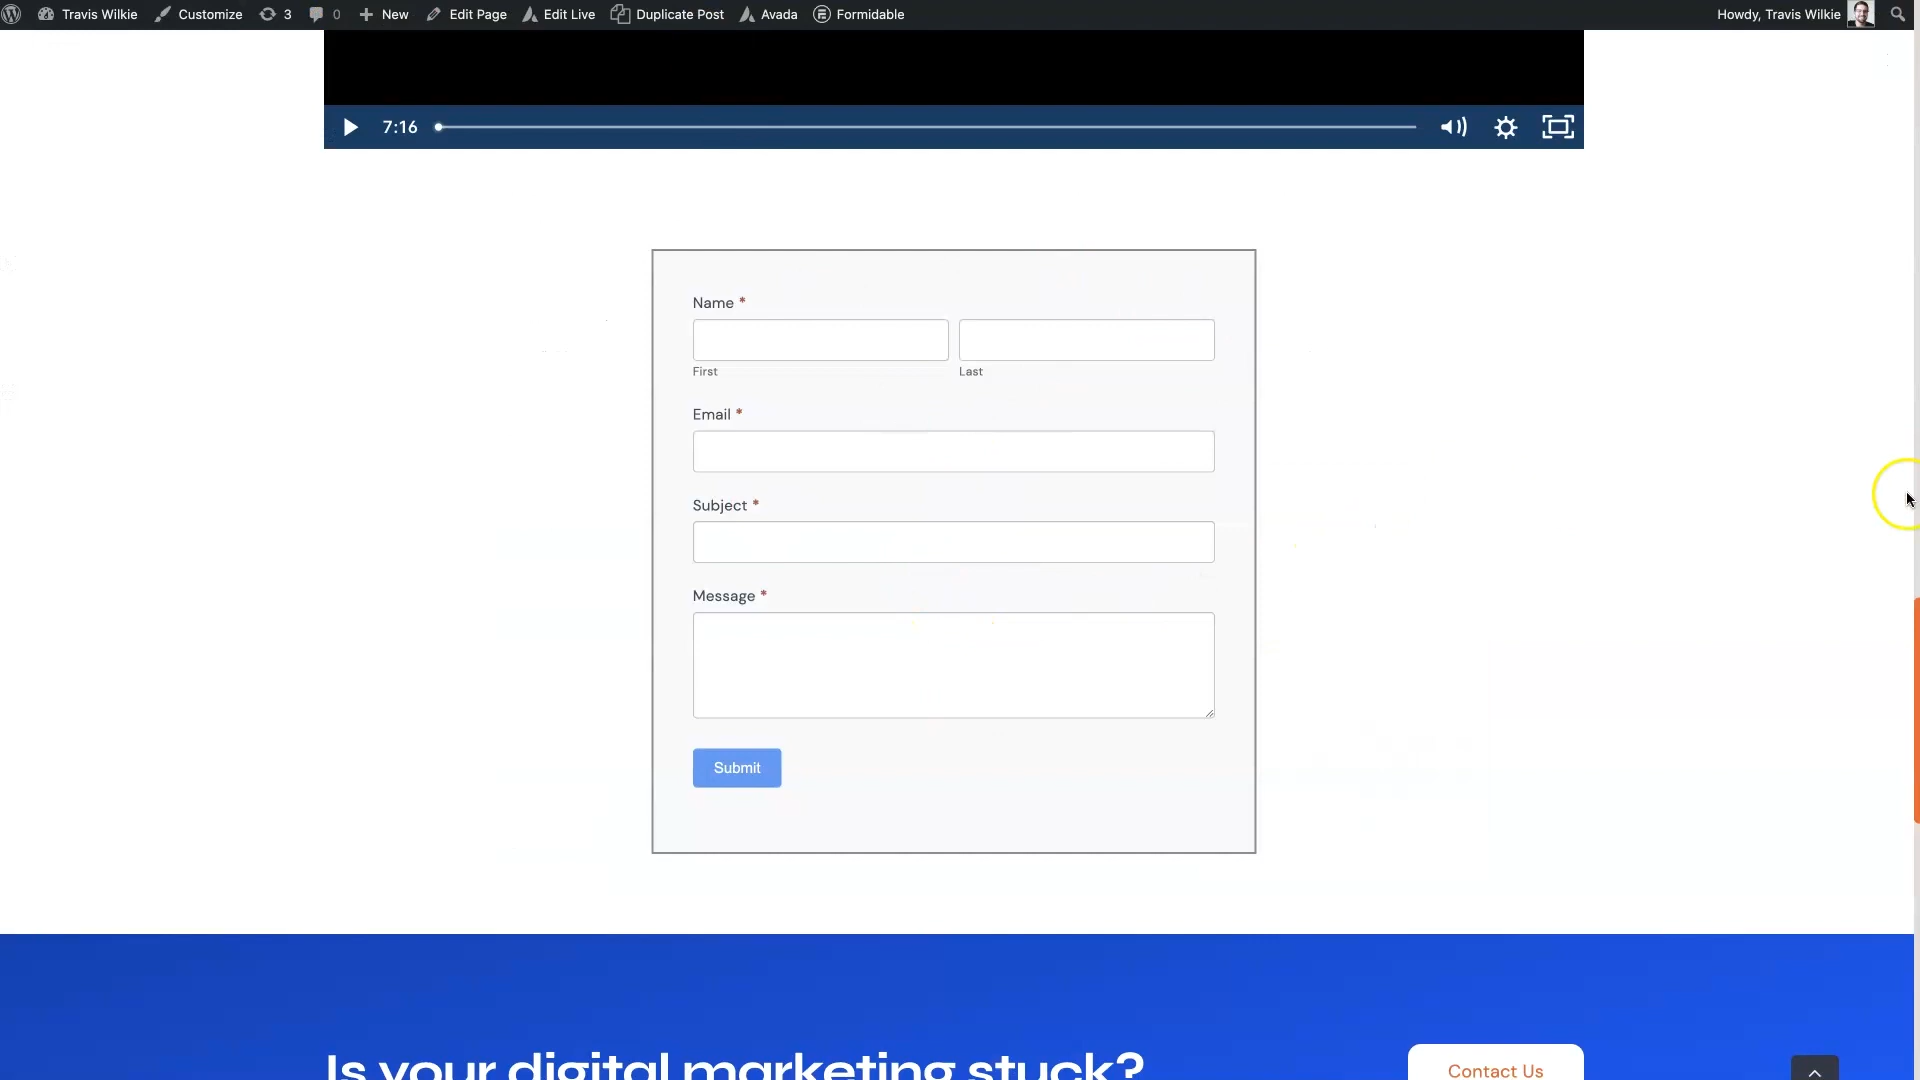 Travis Wilkie Customize 3 0 New Edit Page Edit Live Duplicate Post Avada Formidable Howdy, Travis Wilkie
7:16
Name *
First Last
Email *
Subject *
Message *
Submit
Is your digital marketing stuck?
Contact Us